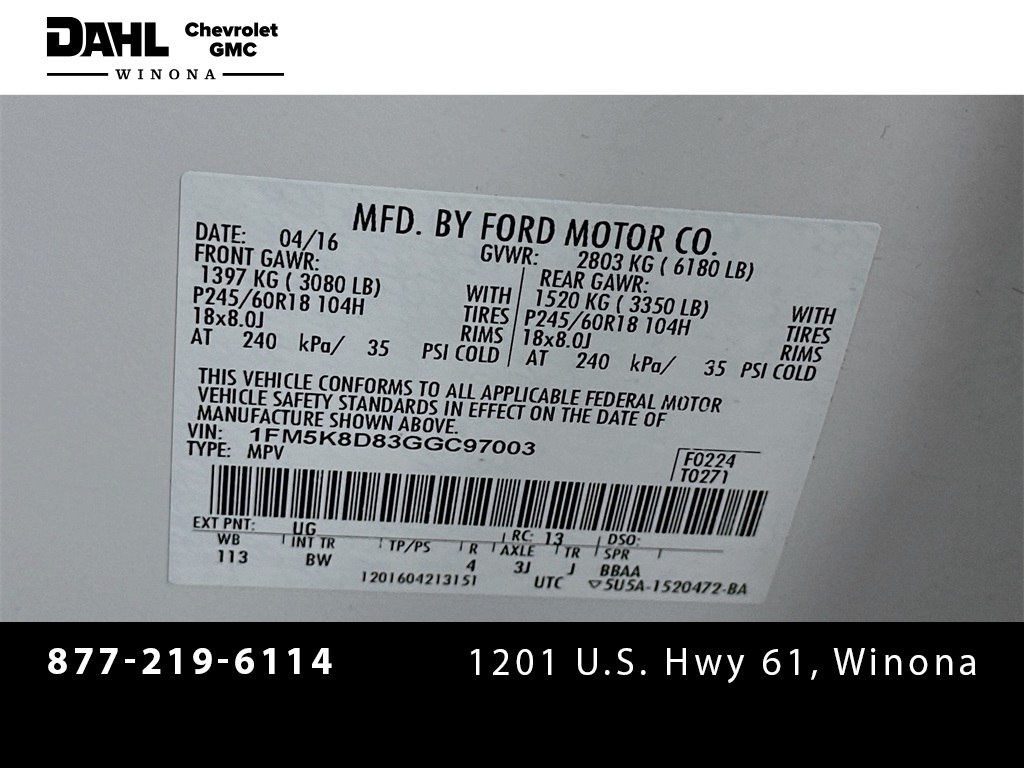 DAHL Chevrolet
GMC
WINONA
MFD. BY FORD MOTOR CO.
DATE: 04/16 GVWR: 2803 KG ( 6180 LB)
FRONT GAWR: REAR GAWR:
1397 KG ( 3080 LB) WITH 1520 KG ( 3350 LB) WITH
P245/60R18 104H TIRES P245/60R18 104H TIRES
18x8.0J RIMS 18x8.0J RIMS
AT 240 kPa/ 35 PSI COLD AT 240 kPa/ 35 PSI COLD
THIS VEHICLE CONFORMS TO ALL APPLICABLE FEDERAL MOTOR
VEHICLE SAFETY STANDARDS IN EFFECT ON THE DATE OF
MANUFACTURE SHOWN ABOVE.
VIN: 1FM5K8D83GGC97003
TYPE: MPV
F0224
T0271
EXT PNT: UG RC: 13 DSO:
WB INT TR TP/PS R AXLE TR SPR
113 BW 4 3J J BBAA
1201604213151 UTC ▽5U5A-1520472-BA
877-219-6114 1201 U.S. Hwy 61, Winona